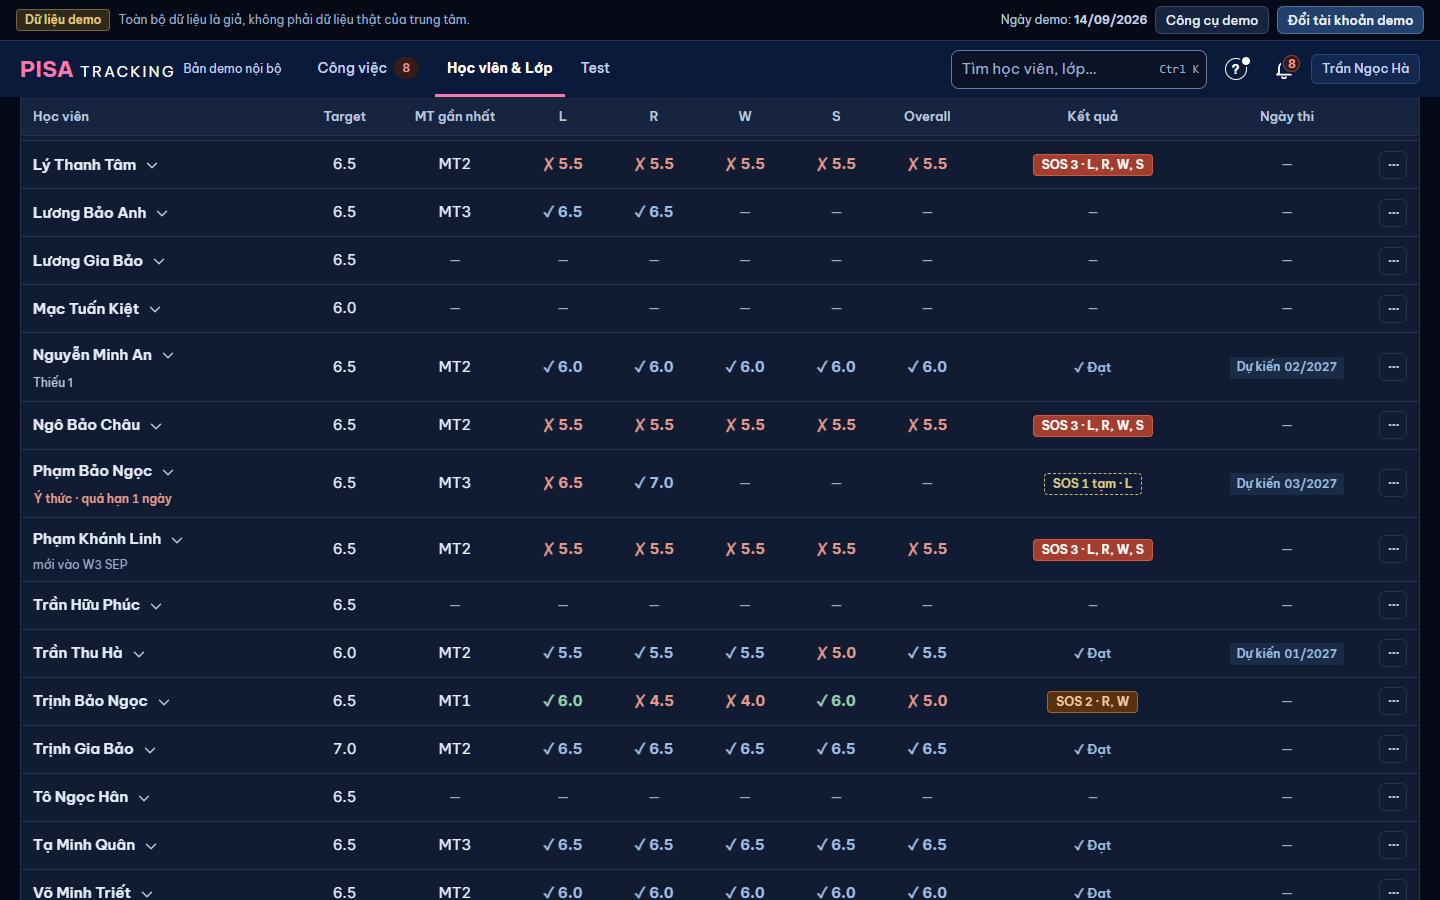 Dữ liệu demo Toàn bộ dữ liệu là giả, không phải dữ liệu thật của trung tâm. Ngày demo: 14/09/2026 Công cụ demo Đổi tài khoản demo
PISA TRACKING Bản demo nội bộ Công việc 8 Học viên & Lớp Test Tìm học viên, lớp... Ctrl K ? 8 Trần Ngọc Hà
Học viên Target MT gần nhất L R W S Overall Kết quả Ngày thi
Lý Thanh Tâm 6.5 MT2 ✗ 5.5 ✗ 5.5 ✗ 5.5 ✗ 5.5 ✗ 5.5 SOS 3 · L, R, W, S — ···
Lương Bảo Anh 6.5 MT3 ✓ 6.5 ✓ 6.5 — — — — — ···
Lương Gia Bảo 6.5 — — — — — — — — ···
Mạc Tuấn Kiệt 6.0 — — — — — — — — ···
Nguyễn Minh An 6.5 MT2 ✓ 6.0 ✓ 6.0 ✓ 6.0 ✓ 6.0 ✓ 6.0 ✓ Đạt Dự kiến 02/2027 ···
Thiếu 1
Ngô Bảo Châu 6.5 MT2 ✗ 5.5 ✗ 5.5 ✗ 5.5 ✗ 5.5 ✗ 5.5 SOS 3 · L, R, W, S — ···
Phạm Bảo Ngọc 6.5 MT3 ✗ 6.5 ✓ 7.0 — — — SOS 1 tạm · L Dự kiến 03/2027 ···
Ý thức · quá hạn 1 ngày
Phạm Khánh Linh 6.5 MT2 ✗ 5.5 ✗ 5.5 ✗ 5.5 ✗ 5.5 ✗ 5.5 SOS 3 · L, R, W, S — ···
mới vào W3 SEP
Trần Hữu Phúc 6.5 — — — — — — — — ···
Trần Thu Hà 6.0 MT2 ✓ 5.5 ✓ 5.5 ✓ 5.5 ✗ 5.0 ✓ 5.5 ✓ Đạt Dự kiến 01/2027 ···
Trịnh Bảo Ngọc 6.5 MT1 ✓ 6.0 ✗ 4.5 ✗ 4.0 ✓ 6.0 ✗ 5.0 SOS 2 · R, W — ···
Trịnh Gia Bảo 7.0 MT2 ✓ 6.5 ✓ 6.5 ✓ 6.5 ✓ 6.5 ✓ 6.5 ✓ Đạt — ···
Tô Ngọc Hân 6.5 — — — — — — — — ···
Tạ Minh Quân 6.5 MT3 ✓ 6.5 ✓ 6.5 ✓ 6.5 ✓ 6.5 ✓ 6.5 ✓ Đạt — ···
Võ Minh Triết 6.5 MT2 ✓ 6.0 ✓ 6.0 ✓ 6.0 ✓ 6.0 ✓ 6.0 ✓ Đạt — ···